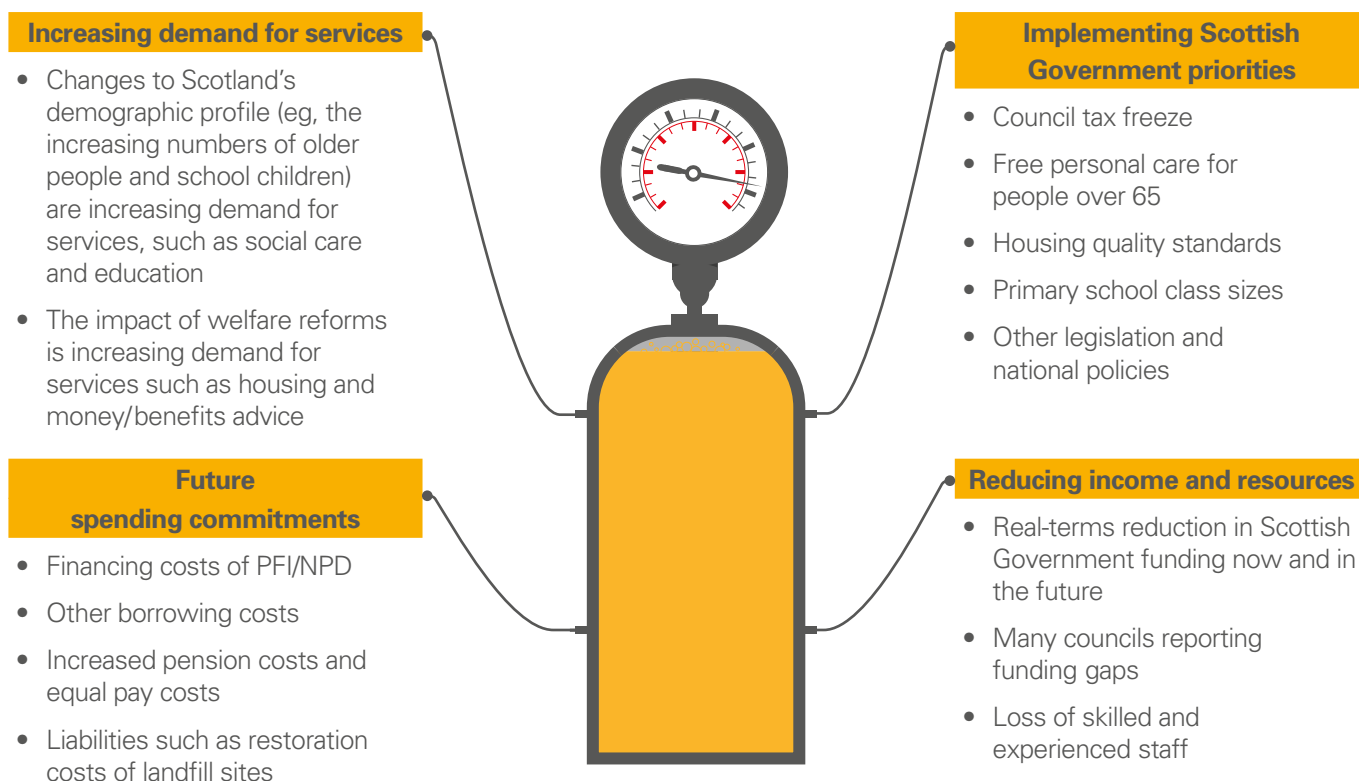 Increasing demand for services
• Changes to Scotland's
demographic profile (eg, the
increasing numbers of older
people and school children)
are increasing demand for
services, such as social care
and education
• The impact of welfare reforms
is increasing demand for
services such as housing and
money/benefits advice
Future
spending commitments
• Financing costs of PFI/NPD
• Other borrowing costs
• Increased pension costs and
equal pay costs
• Liabilities such as restoration
costs of landfill sites
Implementing Scottish
Government priorities
• Council tax freeze
• Free personal care for
people over 65
• Housing quality standards
• Primary school class sizes
• Other legislation and
national policies
Reducing income and resources
• Real-terms reduction in Scottish
Government funding now and in
the future
• Many councils reporting
funding gaps
• Loss of skilled and
experienced staff